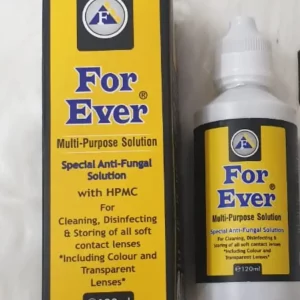 For
Ever®
Multi-Purpose Solution
Special Anti-Fungal
Solution
with HPMC
For
Cleaning, Disinfecting
& Storing of all soft
contact lenses
*Including Colour and
Transparent
Lenses*
For
Ever®
Multi-Purpose Solution
Special Anti-Fungal Solution
For Cleaning, Disinfecting &
storing of all soft contact lenses
*Including Colour and
Transparent Lenses*
℮120ml